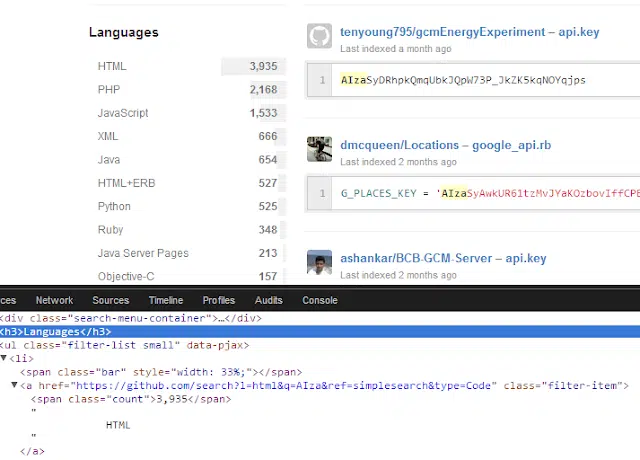 Languages
HTML 3,935
PHP 2,168
JavaScript 1,533
XML 666
Java 654
HTML+ERB 527
Python 525
Ruby 348
Java Server Pages 213
Objective-C 157
tenyoung795/gcmEnergyExperiment – api.key
Last indexed a month ago
1 AIzaSyDRhpkQmqUbkJQpW73P_JkZK5kqNOYqjps
dmcqueen/Locations – google_api.rb
Last indexed 2 months ago
1 G_PLACES_KEY = '
ashankar/BCB-GCM-Server – api.key
Last indexed 2 months ago
ces Network Sources Timeline Profiles Audits Console
<div class="search-menu-container">…</div>
<h3>Languages</h3>
<ul class="filter-list small" data-pjax>
<li>
<span class="bar" style="width: 33%;"></span>
<a href="https://github.com/search?l=html&q=AIza&ref=simplesearch&type=Code" class="filter-item">
<span class="count">3,935</span>
"
HTML
"
</a>